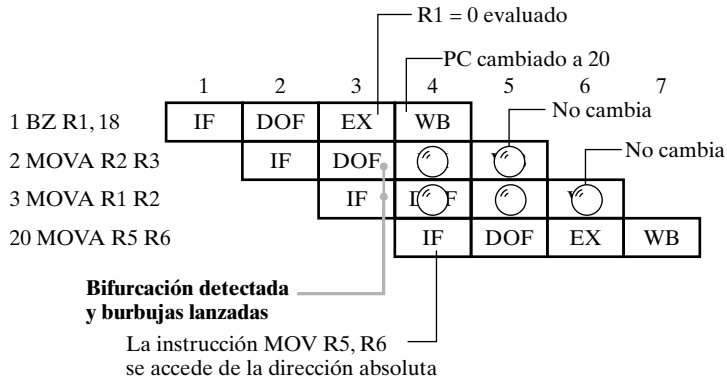 R1 = 0 evaluado
PC cambiado a 20
1 2 3 4 5 6 7
No cambia
1 BZ R1, 18 IF DOF EX WB
No cambia
2 MOVA R2 R3 IF DOF
3 MOVA R1 R2 IF
20 MOVA R5 R6 IF DOF EX WB
Bifurcación detectada
y burbujas lanzadas
La instrucción MOV R5, R6
se accede de la dirección absoluta